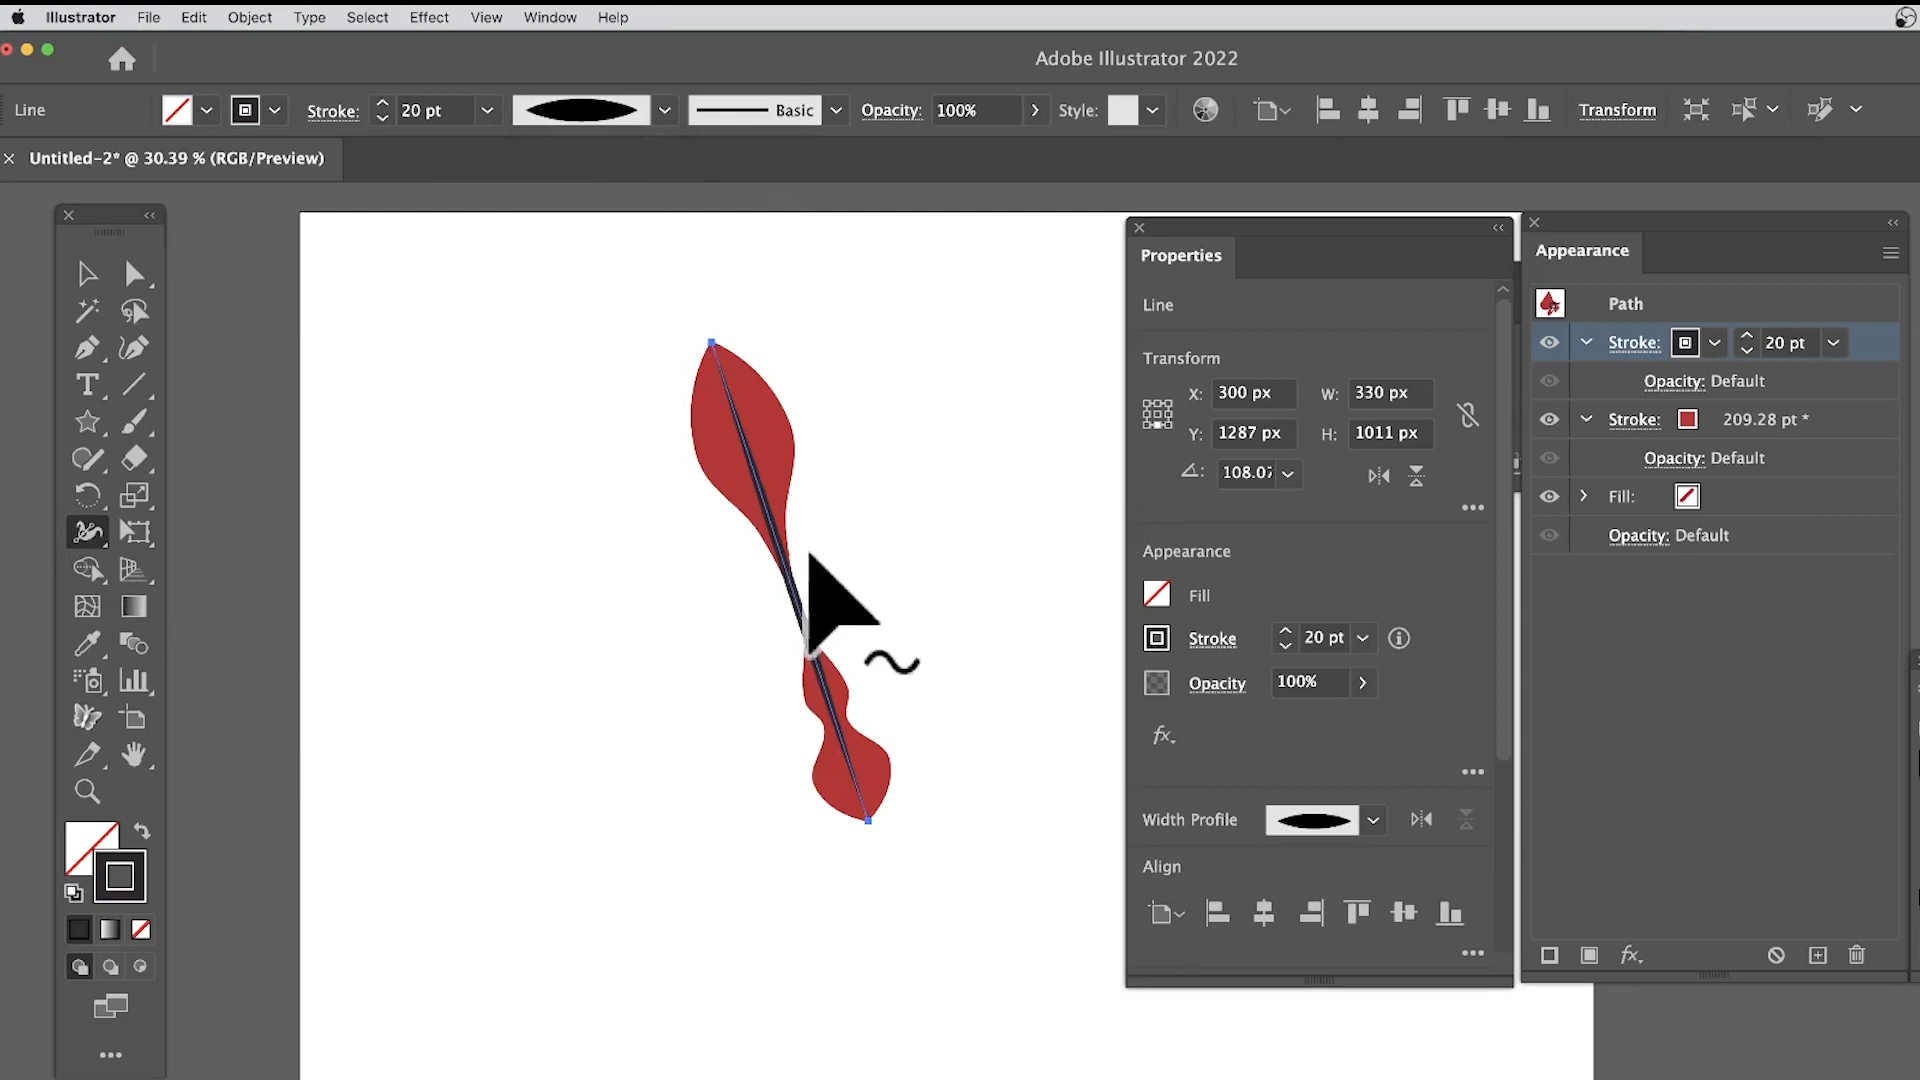 Illustrator File Edit Object Type Select Effect View Window Help
Adobe Illustrator 2022
Line Stroke: 20 pt Basic Opacity: 100% Style: Transform
Untitled-2* @ 30.39 % (RGB/Preview)
Properties
Line
Transform
X: 300 px W: 330 px
Y: 1287 px H: 1011 px
108.07
Appearance
Fill
Stroke 20 pt
Opacity 100%
fx
Width Profile
Align
Appearance
Path
Stroke: 20 pt
Opacity: Default
Stroke: 209.28 pt *
Opacity: Default
Fill:
Opacity: Default
fx